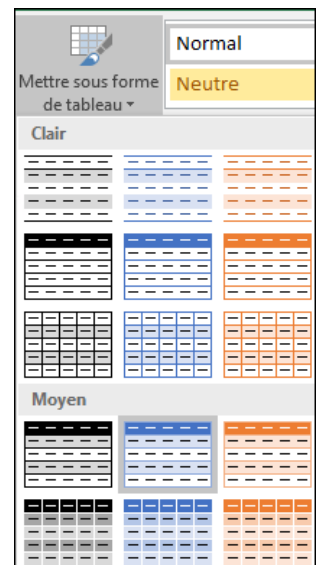 Normal
Mettre sous forme
de tableau
Neutre
Clair
Moyen